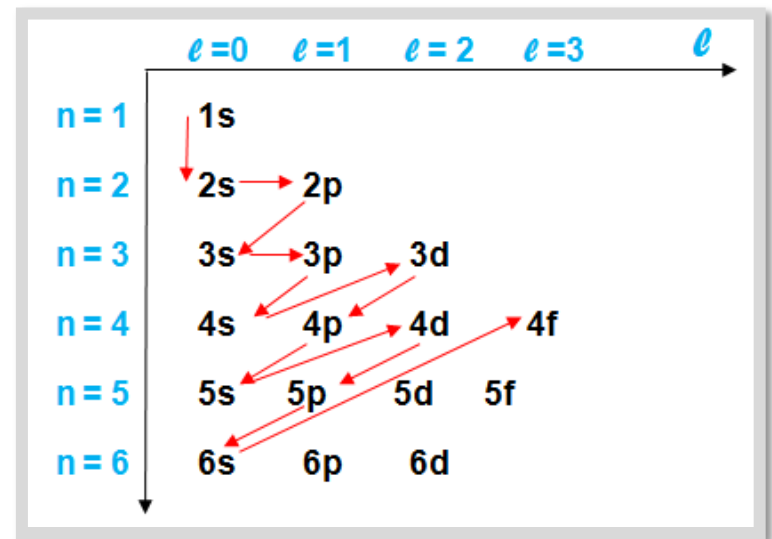 ℓ =0 ℓ =1 ℓ = 2 ℓ =3 ℓ
n = 1 1s
n = 2 2s 2p
n = 3 3s 3p 3d
n = 4 4s 4p 4d 4f
n = 5 5s 5p 5d 5f
n = 6 6s 6p 6d